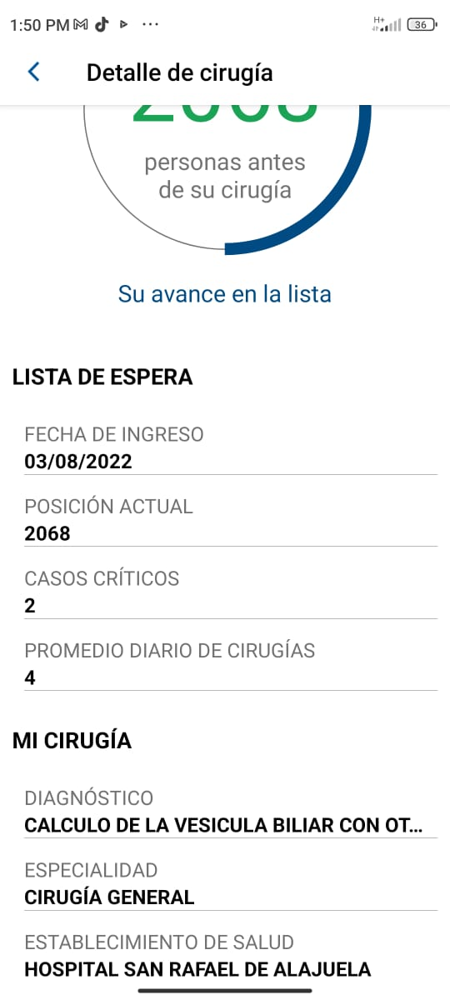 1:50 PM
H+
36
Detalle de cirugía
2068
personas antes
de su cirugía
Su avance en la lista
LISTA DE ESPERA
FECHA DE INGRESO
03/08/2022
POSICIÓN ACTUAL
2068
CASOS CRÍTICOS
2
PROMEDIO DIARIO DE CIRUGÍAS
4
MI CIRUGÍA
DIAGNÓSTICO
CALCULO DE LA VESICULA BILIAR CON OT...
ESPECIALIDAD
CIRUGÍA GENERAL
ESTABLECIMIENTO DE SALUD
HOSPITAL SAN RAFAEL DE ALAJUELA